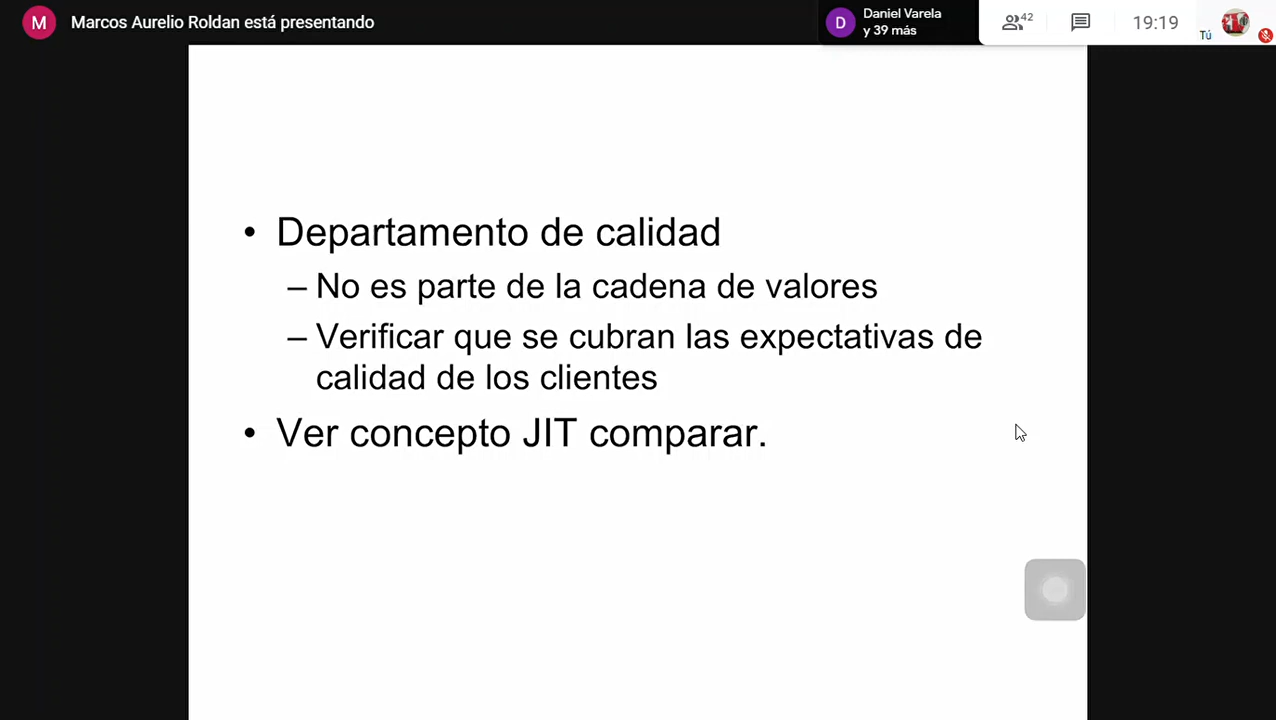 M
Marcos Aurelio Roldan está presentando
D
Daniel Varela
y 39 más
42
19:19
Tú
• Departamento de calidad
– No es parte de la cadena de valores
– Verificar que se cubran las expectativas de
calidad de los clientes
• Ver concepto JIT comparar.